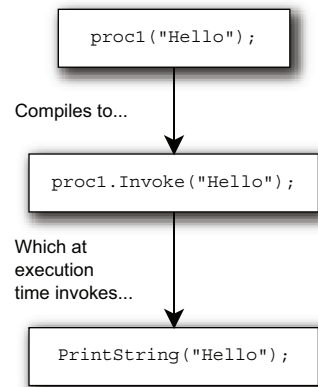 proc1("Hello");
Compiles to...
proc1.Invoke("Hello");
Which at
execution
time invokes...
PrintString("Hello");